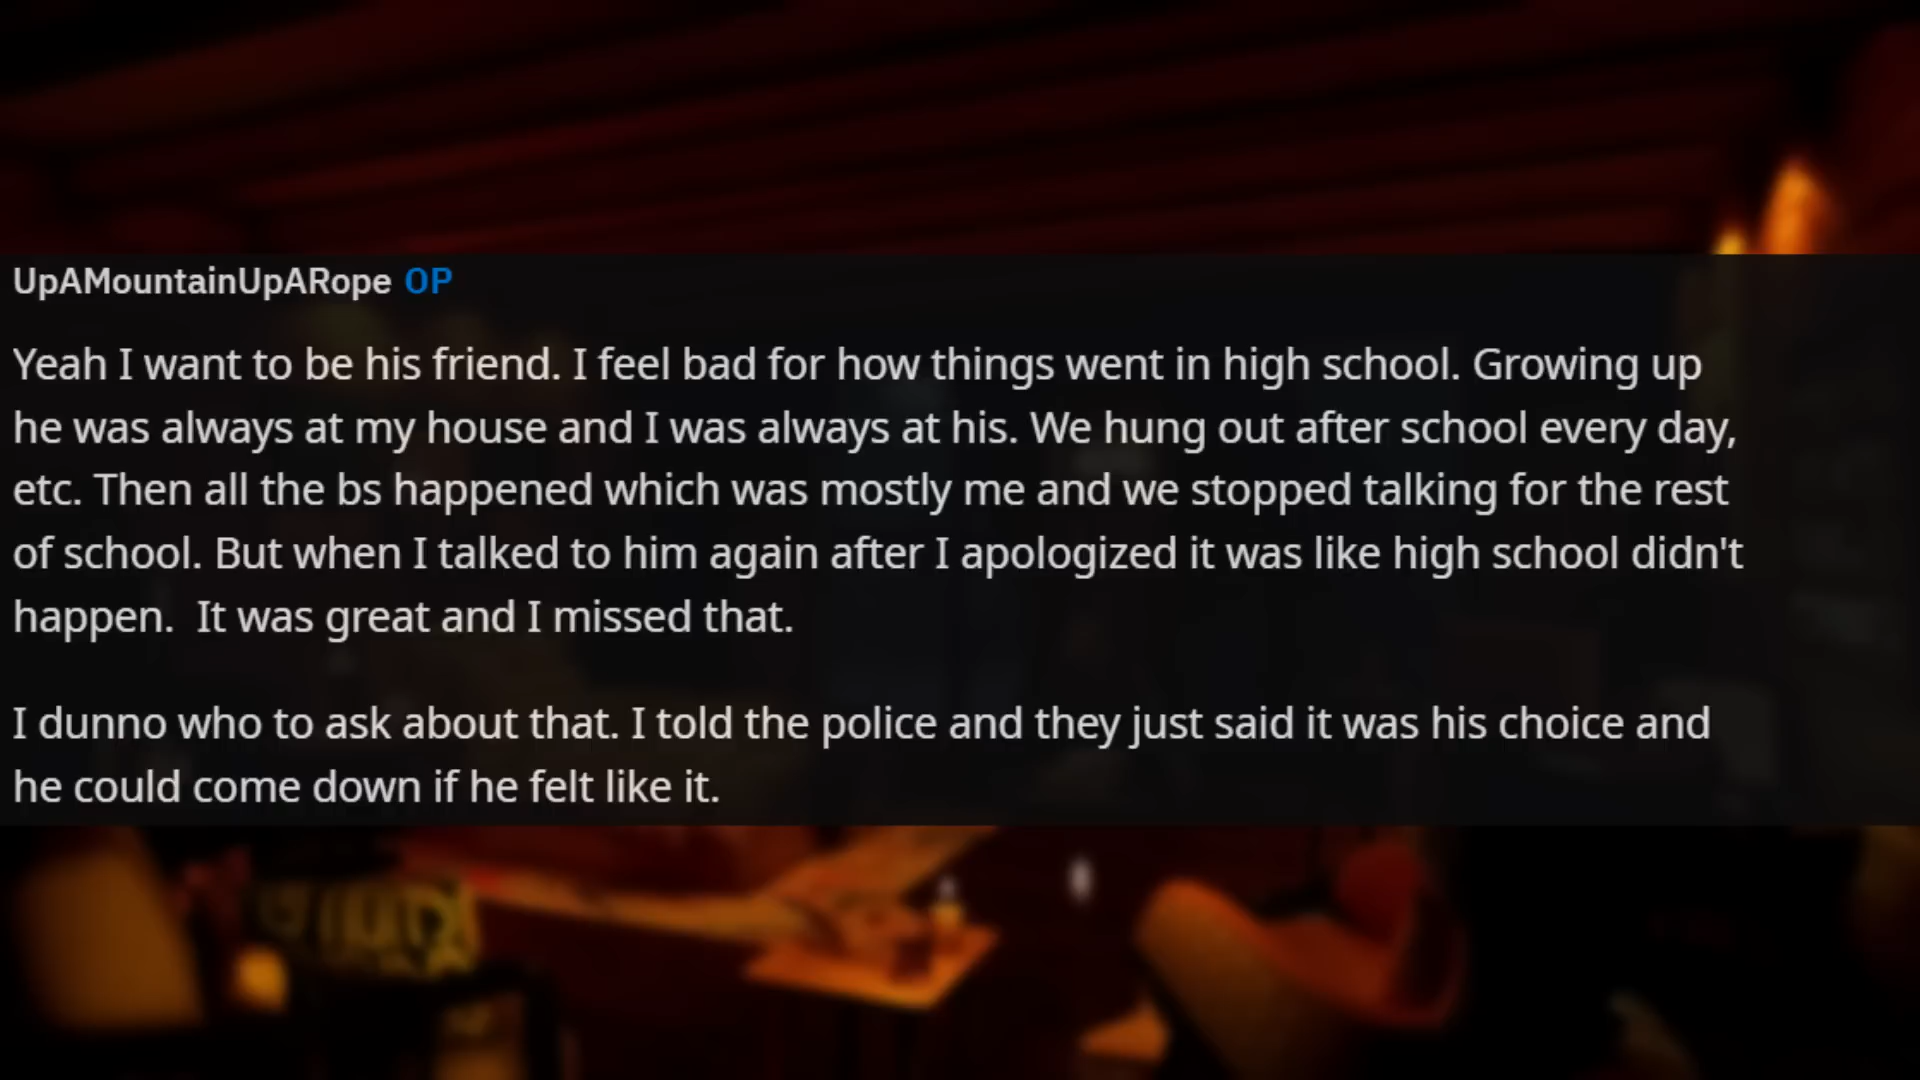 UpAMountainUpARope OP
Yeah I want to be his friend. I feel bad for how things went in high school. Growing up
he was always at my house and I was always at his. We hung out after school every day,
etc. Then all the bs happened which was mostly me and we stopped talking for the rest
of school. But when I talked to him again after I apologized it was like high school didn't
happen.  It was great and I missed that.
I dunno who to ask about that. I told the police and they just said it was his choice and
he could come down if he felt like it.